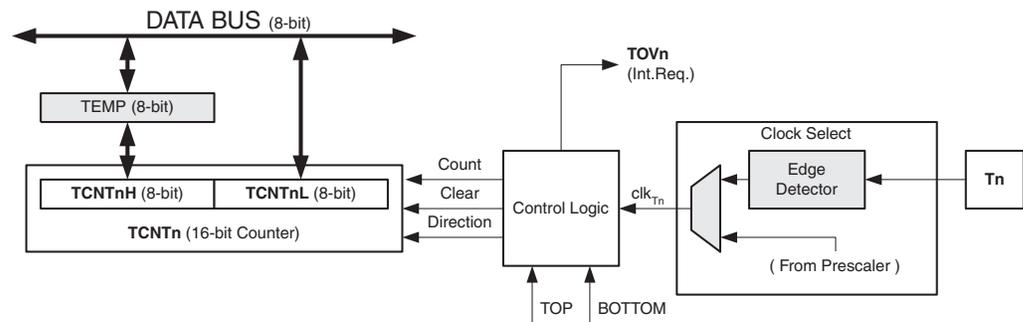 DATA BUS (8-bit)
TOVn
(Int.Req.)
TEMP (8-bit)
Clock Select
Count
Edge
Detector
Tn
TCNTnH (8-bit) TCNTnL (8-bit)
Clear
Control Logic
clkTn
TCNTn (16-bit Counter)
Direction
( From Prescaler )
TOP
BOTTOM